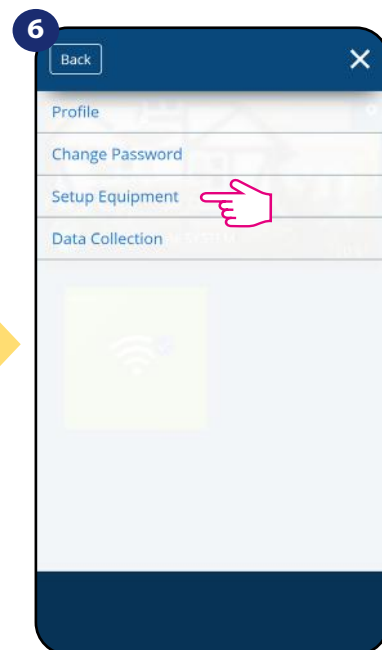 6
Back
Profile
Change Password
Setup Equipment
Data Collection